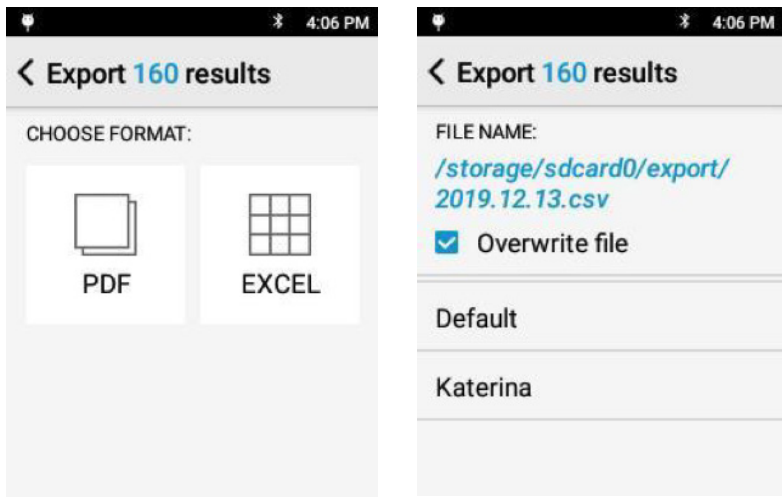 4:06 PM
Export 160 results
CHOOSE FORMAT:
PDF
EXCEL
4:06 PM
Export 160 results
FILE NAME:
/storage/sdcard0/export/
2019.12.13.csv
Overwrite file
Default
Katerina